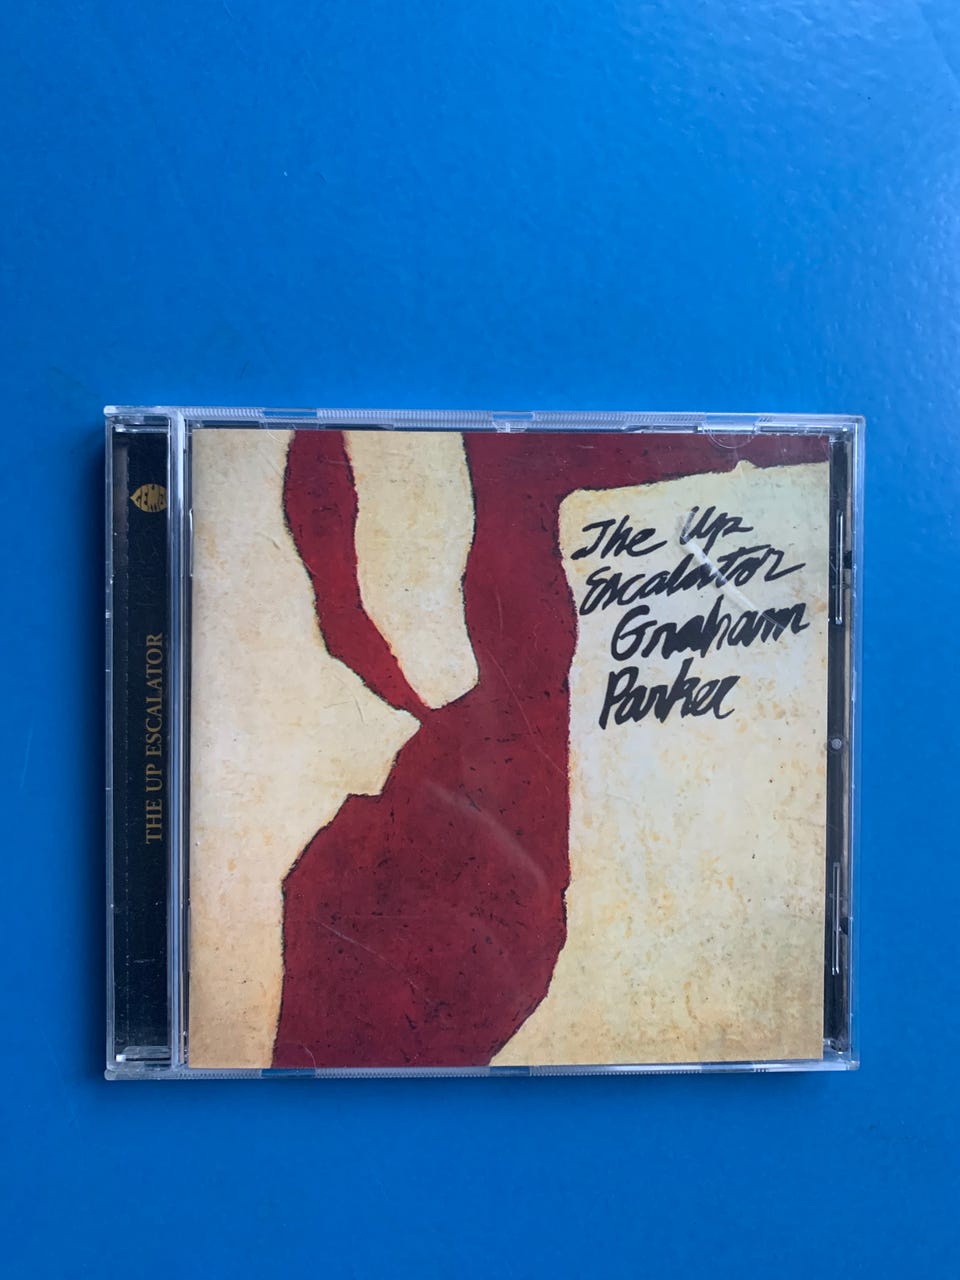 The Up
Escalator
Graham
Parker
THE UP ESCALATOR